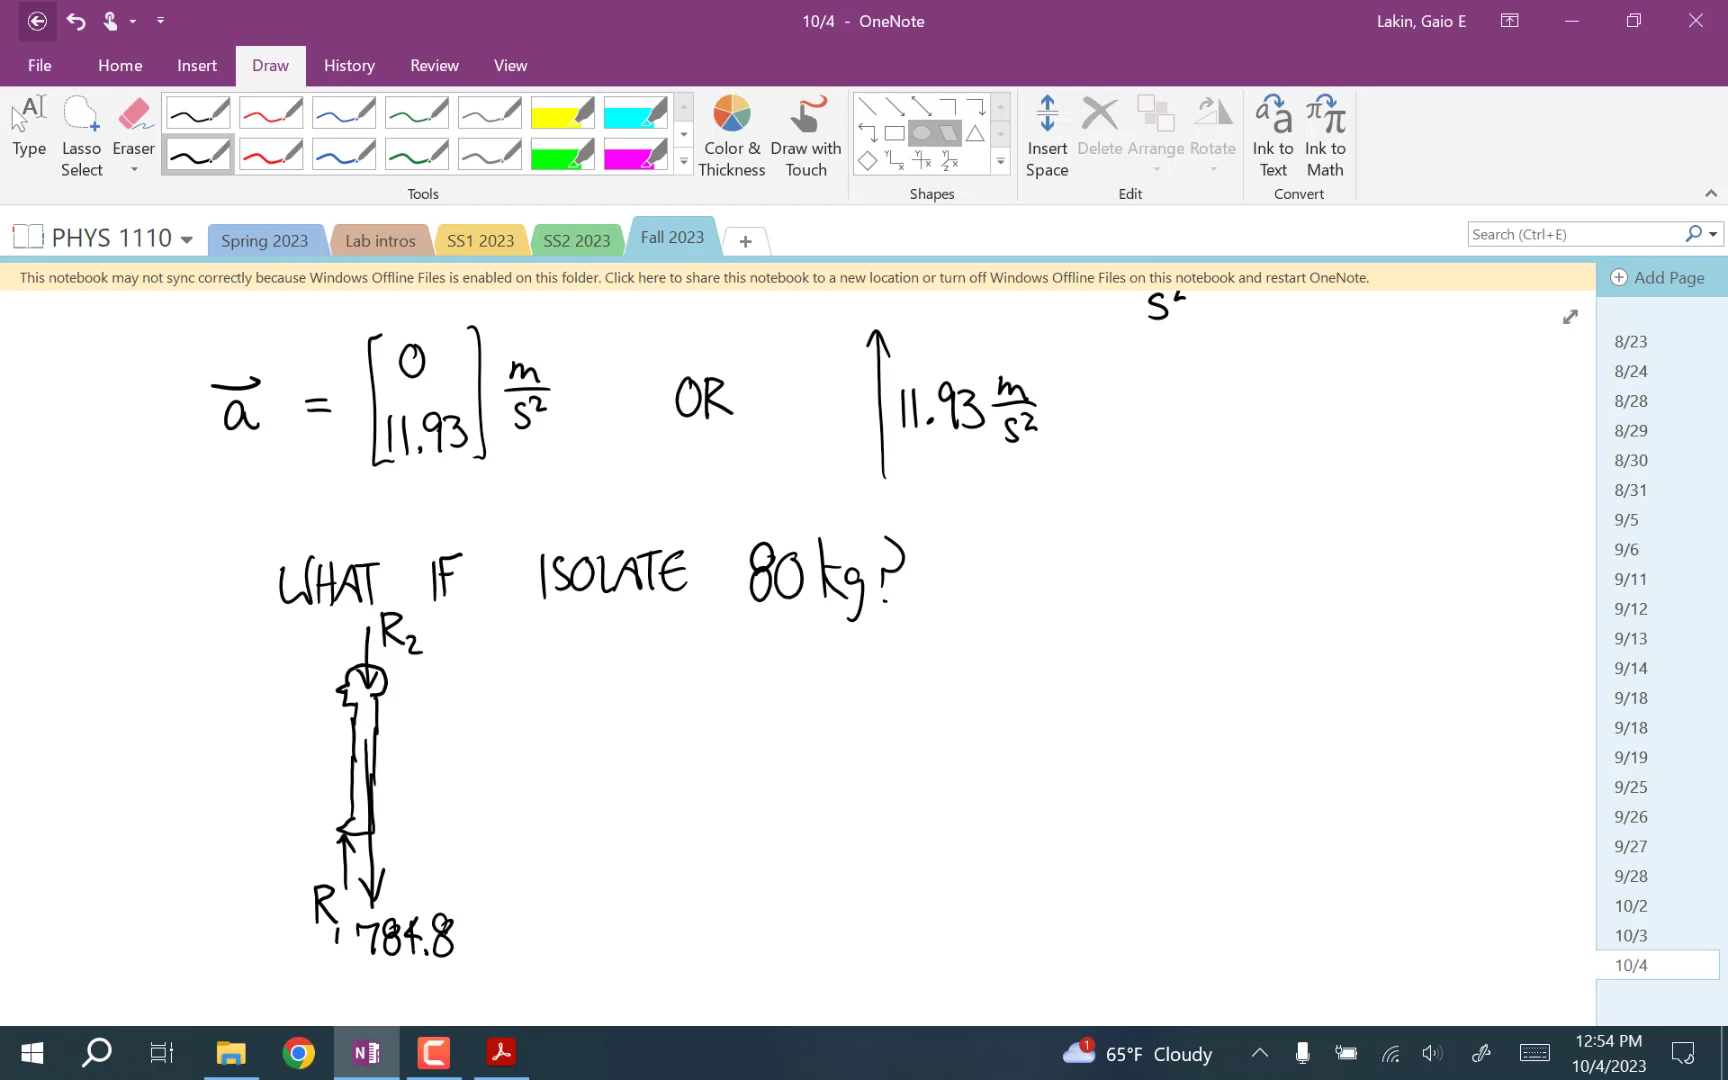 10/4 - OneNote
Lakin, Gaio E
File Home Insert Draw History Review View
Type
Lasso Select
Eraser
Color & Thickness
Draw with Touch
Insert Space
Delete
Arrange
Rotate
Ink to Text
Ink to Math
Tools
Shapes
Edit
Convert
PHYS 1110
Spring 2023
Lab intros
SS1 2023
SS2 2023
Fall 2023
Search (Ctrl+E)
This notebook may not sync correctly because Windows Offline Files is enabled on this folder. Click here to share this notebook to a new location or turn off Windows Offline Files on this notebook and restart OneNote.
Add Page
s²
a⃗ = [0 11.93] m/s² OR 11.93 m/s²
WHAT IF ISOLATE 80kg?
R₂
R₁
784.8
8/23
8/24
8/28
8/29
8/30
8/31
9/5
9/6
9/11
9/12
9/13
9/14
9/18
9/18
9/19
9/25
9/26
9/27
9/28
10/2
10/3
10/4
1
65°F Cloudy
12:54 PM
10/4/2023